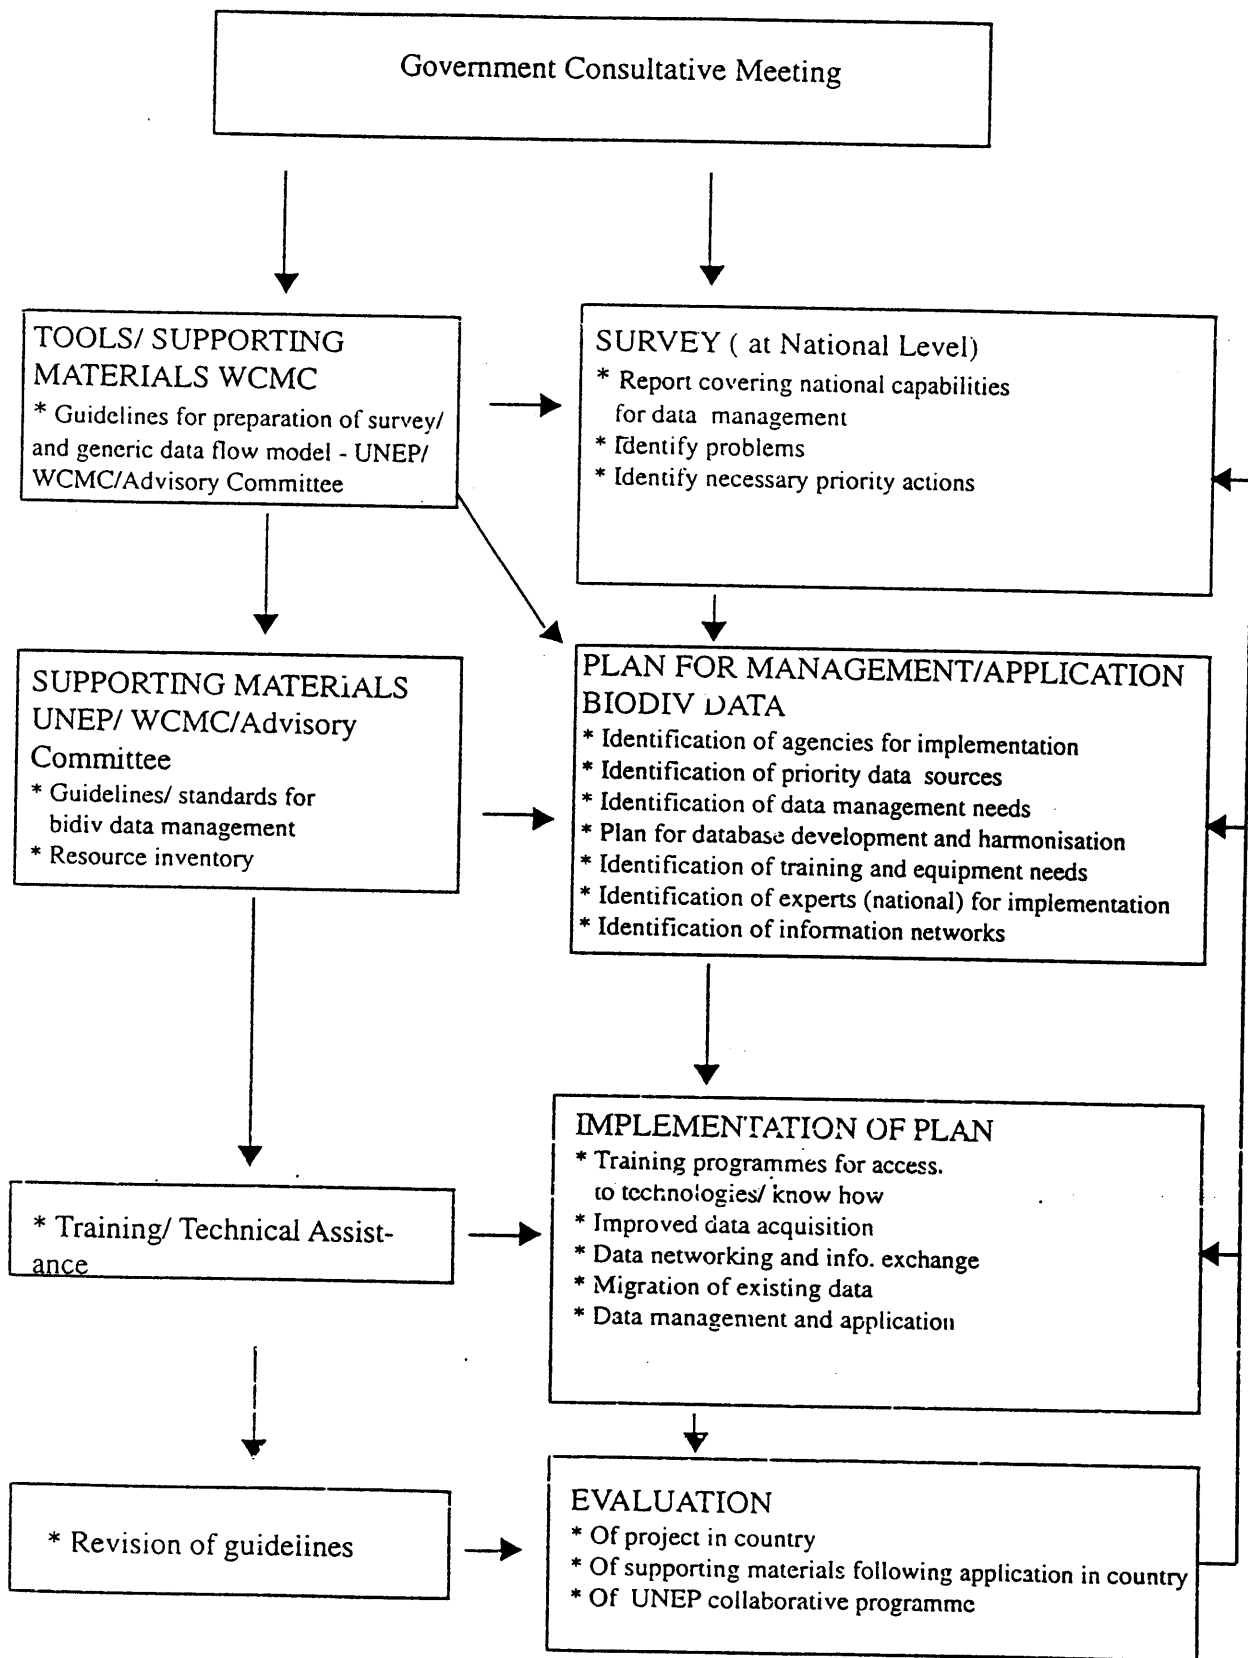 Government Consultative Meeting
TOOLS/ SUPPORTING
MATERIALS WCMC
* Guidelines for preparation of survey/
and generic data flow model - UNEP/
WCMC/Advisory Committee
SURVEY ( at National Level)
* Report covering national capabilities
for data management
* Identify problems
* Identify necessary priority actions
SUPPORTING MATERIALS
UNEP/ WCMC/Advisory
Committee
* Guidelines/ standards for
bidiv data management
* Resource inventory
PLAN FOR MANAGEMENT/APPLICATION
BIODIV DATA
* Identification of agencies for implementation
* Identification of priority data sources
* Identification of data management needs
* Plan for database development and harmonisation
* Identification of training and equipment needs
* Identification of experts (national) for implementation
* Identification of information networks
* Training/ Technical Assist-
ance
IMPLEMENTATION OF PLAN
* Training programmes for access.
to technologies/ know how
* Improved data acquisition
* Data networking and info. exchange
* Migration of existing data
* Data management and application
* Revision of guidelines
EVALUATION
* Of project in country
* Of supporting materials following application in country
* Of UNEP collaborative programme